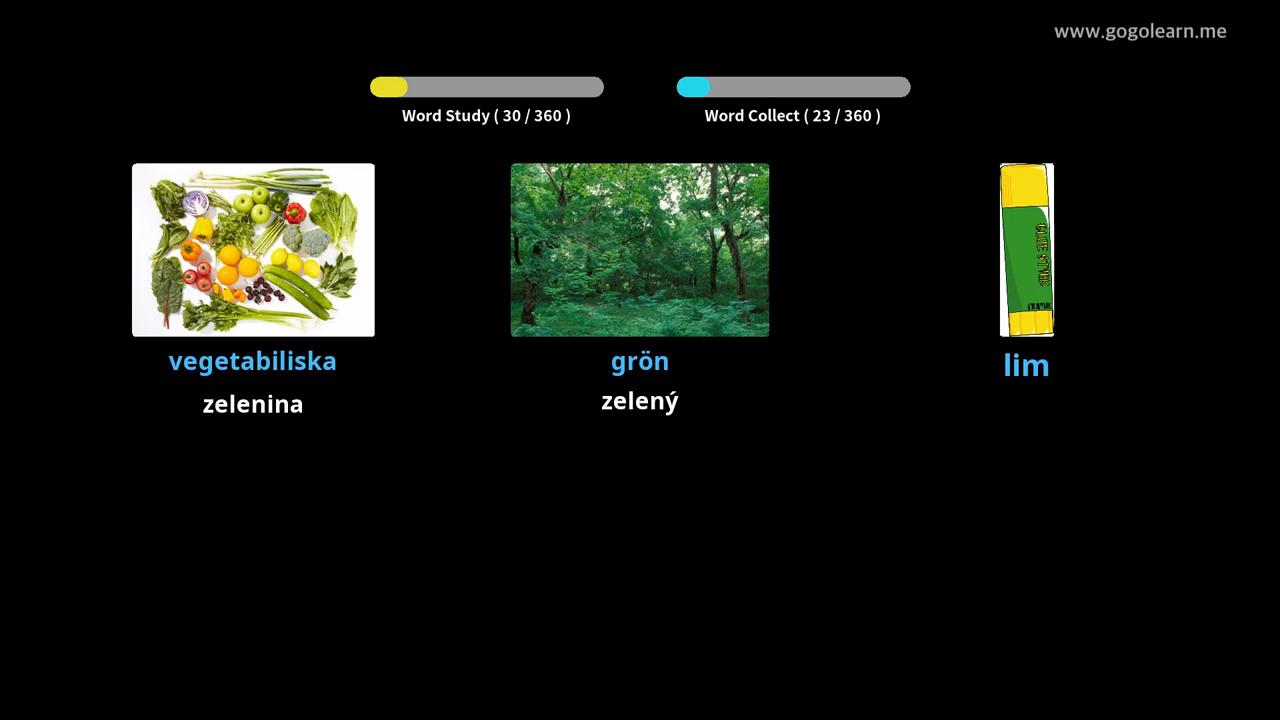 www.gogolearn.me
Word Study ( 30 / 360 )
Word Collect ( 23 / 360 )
vegetabiliska
grön
lim
zelenina
zelený